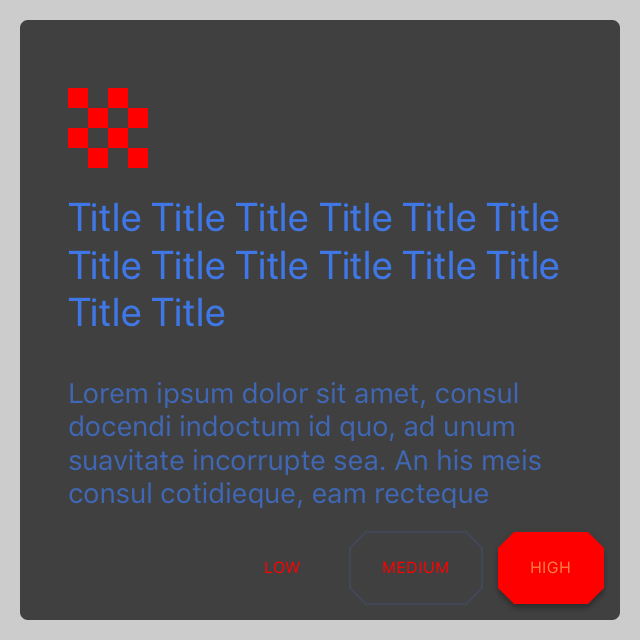 Title Title Title Title Title Title
Title Title Title Title Title Title
Title Title
Lorem ipsum dolor sit amet, consul
docendi indoctum id quo, ad unum
suavitate incorrupte sea. An his meis
consul cotidieque, eam recteque
LOW MEDIUM HIGH